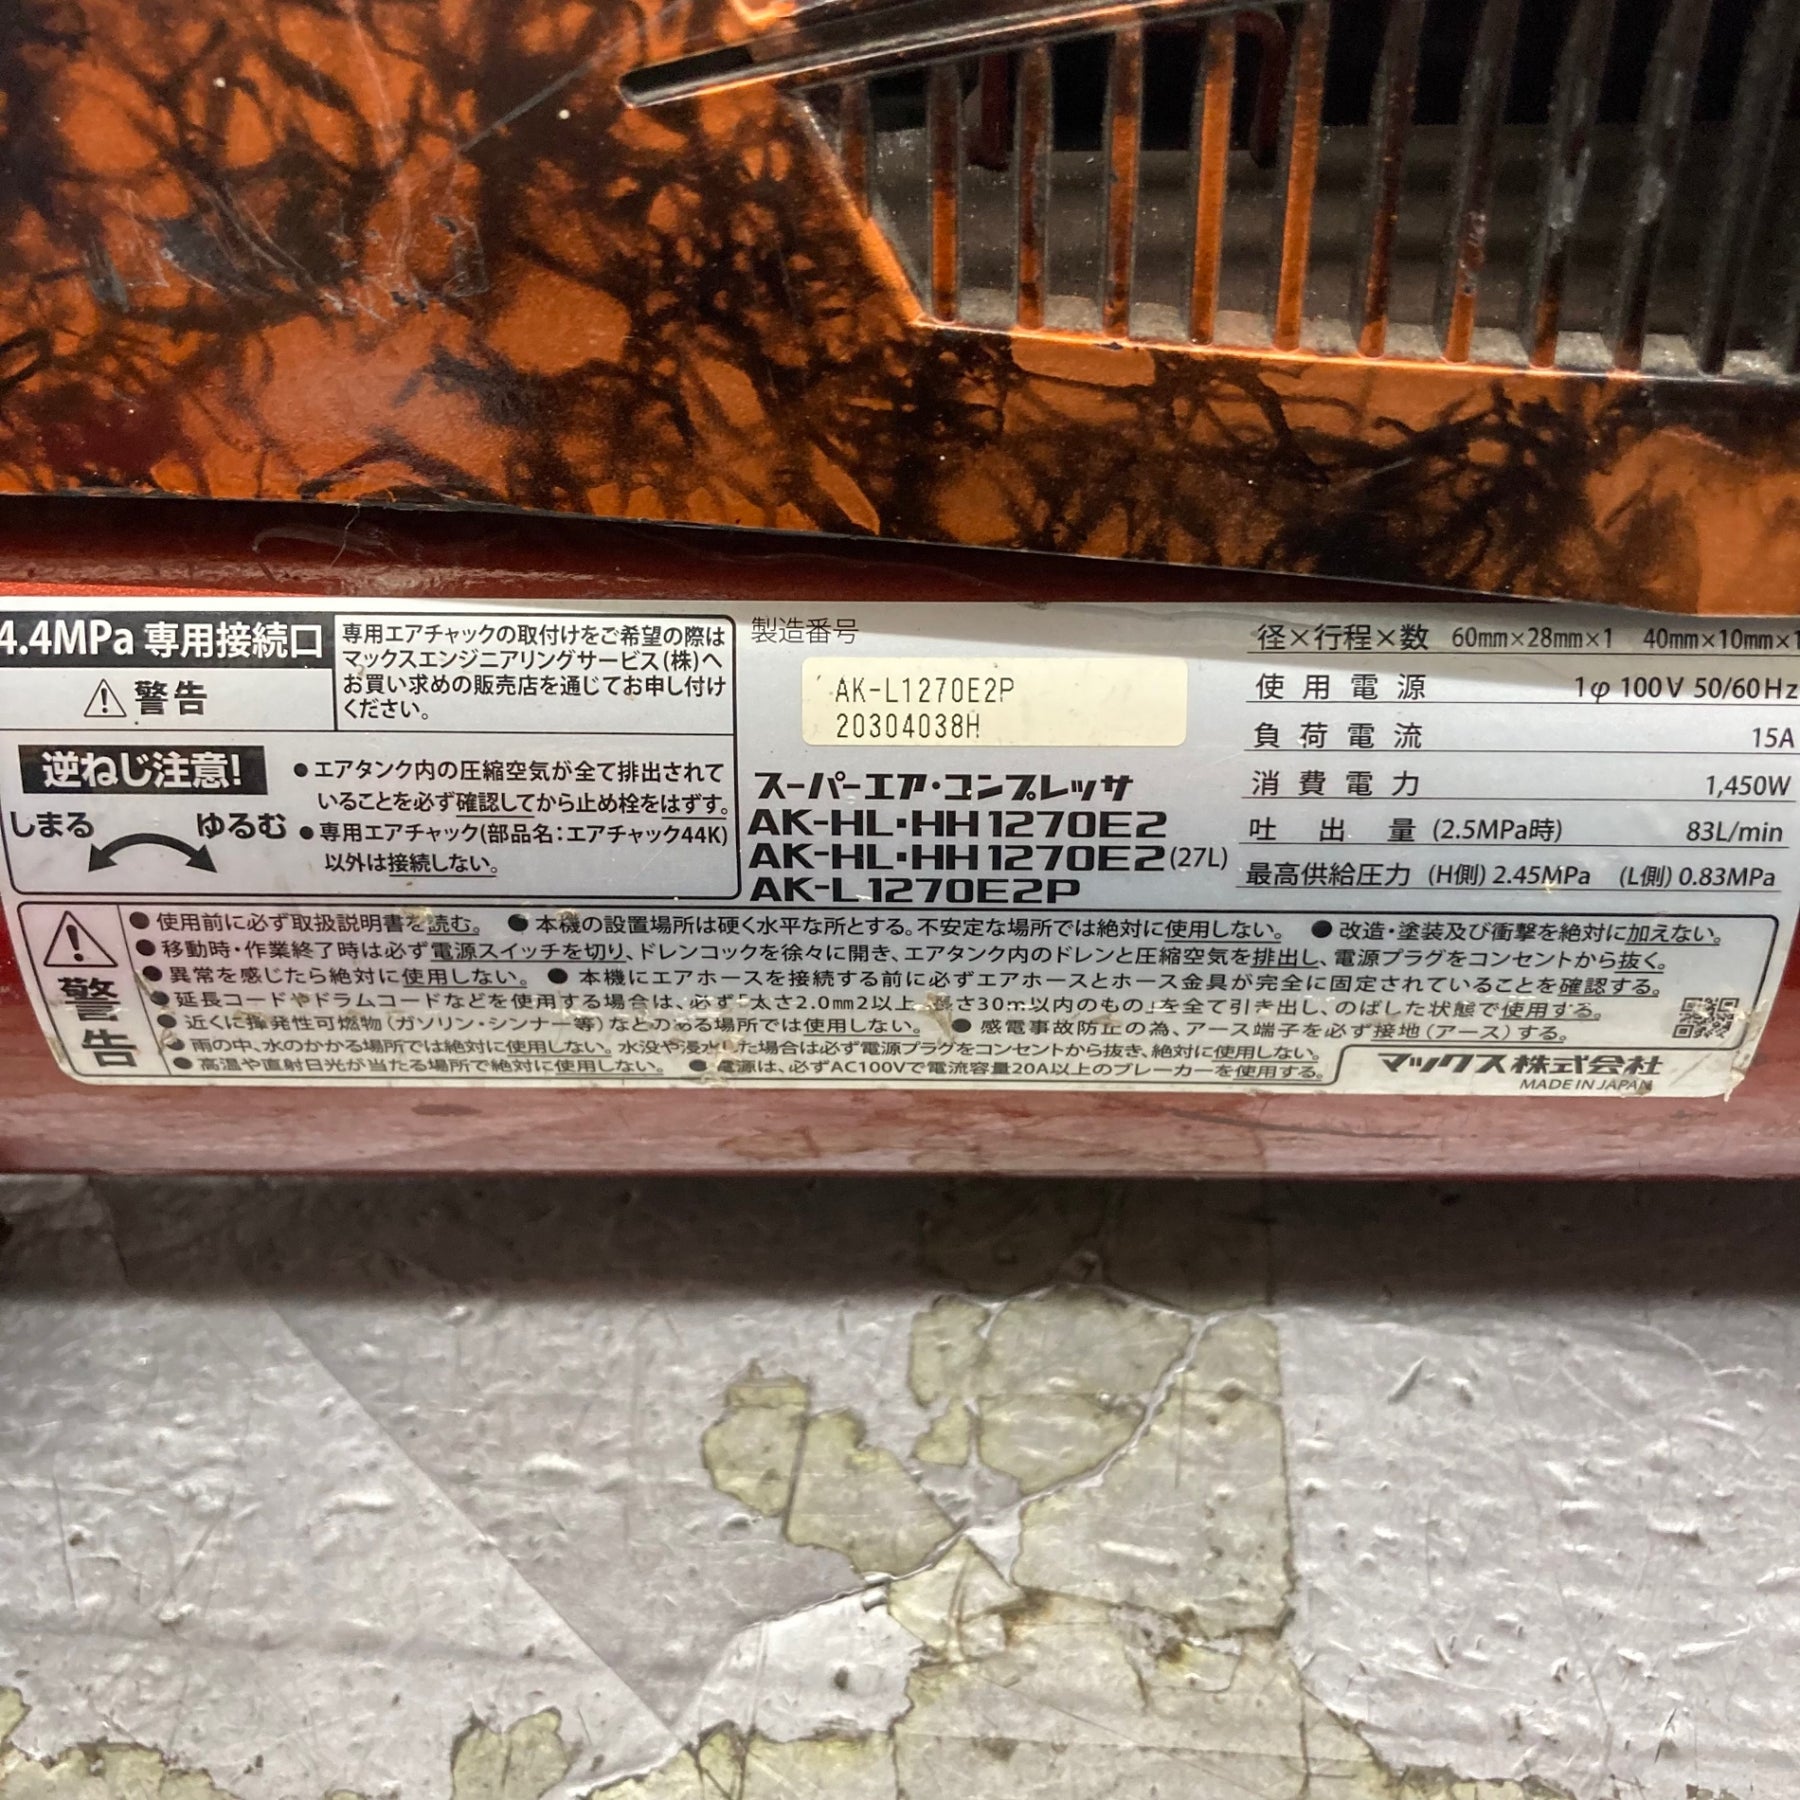 4.4MPa 専用接続口
警告
専用エアチャックの取付けをご希望の際は
マックスエンジニアリングサービス(株)へ
お買い求めの販売店を通じてお申し付け
ください。
逆ねじ注意!
しまる ゆるむ
●エアタンク内の圧縮空気が全て排出されて
いることを必ず確認してから止め栓をはずす。
●専用エアチャック(部品名:エアチャック44K)
以外は接続しない。
製造番号
AK-L1270E2P
20304038H
スーパーエア・コンプレッサ
AK-HL・HH1270E2
AK-HL・HH1270E2(27L)
AK-L1270E2P
径×行程×数 60mm×28mm×1 40mm×10mm×1
使用電源 1φ 100V 50/60Hz
負荷電流 15A
消費電力 1,450W
吐出量 (2.5MPa時) 83L/min
最高供給圧力 (H側) 2.45MPa (L側) 0.83MPa
警告
●使用前に必ず取扱説明書を読む。 ●本機の設置場所は硬く水平な所とする。不安定な場所では絶対に使用しない。 ●改造・塗装及び衝撃を絶対に加えない。
●移動時・作業終了時は必ず電源スイッチを切り、ドレンコックを徐々に開き、エアタンク内のドレンと圧縮空気を排出し、電源プラグをコンセントから抜く。
●異常を感じたら絶対に使用しない。 ●本機にエアホースを接続する前に必ずエアホースとホース金具が完全に固定されていることを確認する。
●延長コードやドラムコードなどを使用する場合は、必ず「太さ2.0mm2以上、長さ30m以内のもの」を全て引き出し、のばした状態で使用する。
●近くに揮発性可燃物(ガソリン・シンナー等)などのある場所では使用しない。 ●感電事故防止の為、アース端子を必ず接地(アース)する。
●雨の中、水のかかる場所では絶対に使用しない。水没や浸水した場合は必ず電源プラグをコンセントから抜き、絶対に使用しない。
●高温や直射日光が当たる場所で絶対に使用しない。 ●電源は、必ずAC100Vで電流容量20A以上のブレーカーを使用する。
マックス株式会社
MADE IN JAPAN